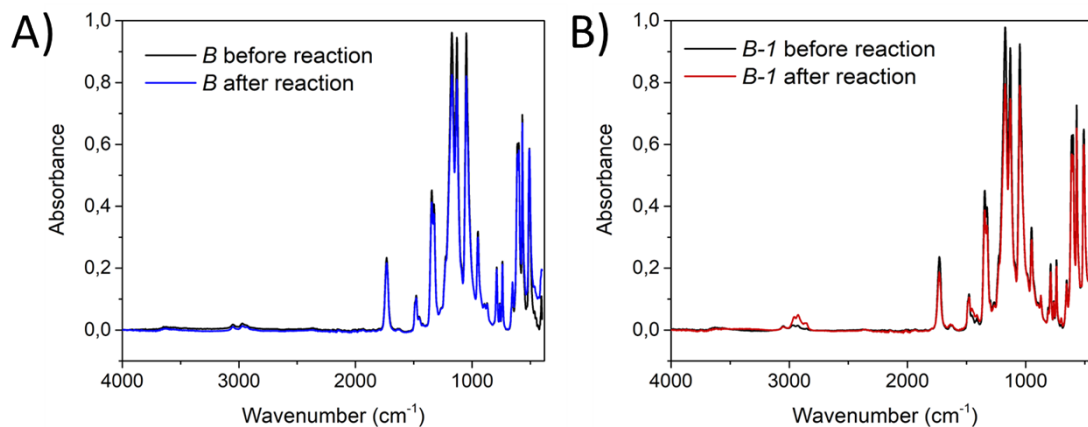 A)
B before reaction
B after reaction
1,0
0,8
0,6
0,4
0,2
0,0
Absorbance
4000
3000
2000
1000
Wavenumber (cm-1)
B)
B-1 before reaction
B-1 after reaction
1,0
0,8
0,6
0,4
0,2
0,0
Absorbance
4000
3000
2000
1000
Wavenumber (cm-1)